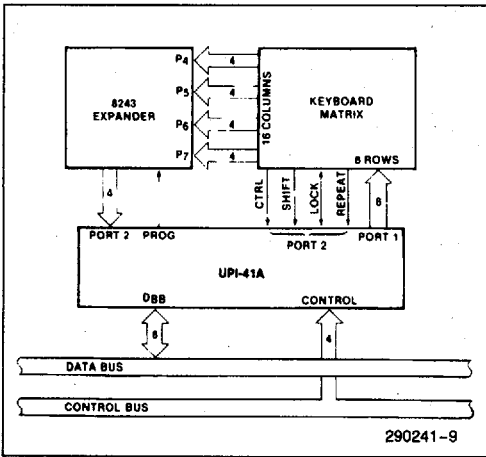 P4 4
P5 4
P6 4
P7 4
8243
EXPANDER
16 COLUMNS
KEYBOARD
MATRIX
8 ROWS
4
CTRL
SHIFT
LOCK
REPEAT
8
PORT 2 PROG
PORT 2
PORT 1
UPI-41A
DBB
CONTROL
8
4
DATA BUS
CONTROL BUS
290241-9